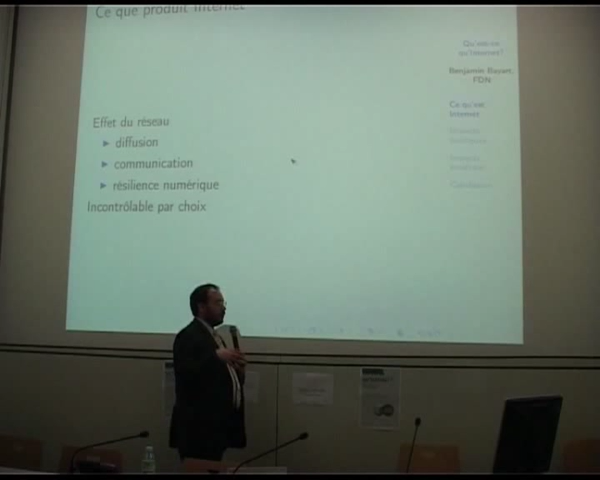 Ce que produit Internet
Qu'est-ce
qu'Internet?
Benjamin Bayart,
FDN
Ce qu'est
Internet
Effet du réseau
diffusion
communication
résilience numérique
Incontrôlable par choix